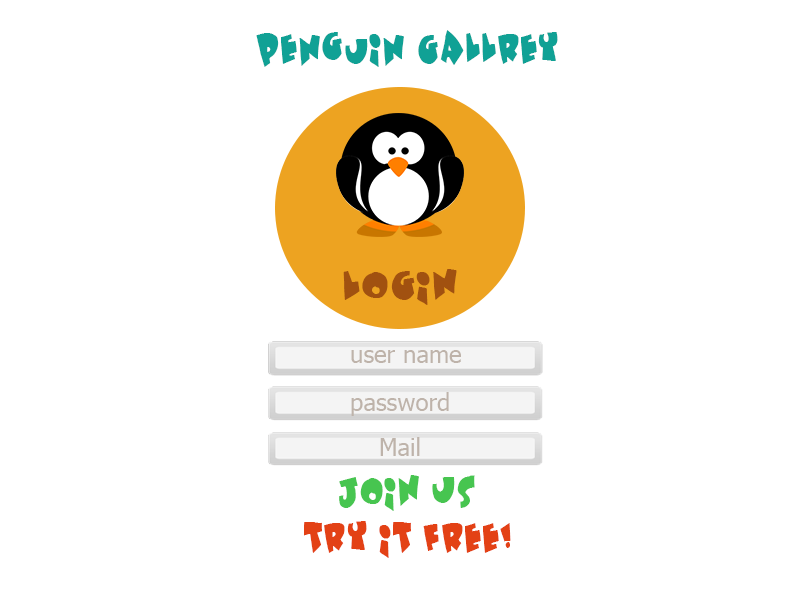 PENGUiN GALLREY
LOGiN
user name
password
Mail
JOiN US
TRY iT FREE!